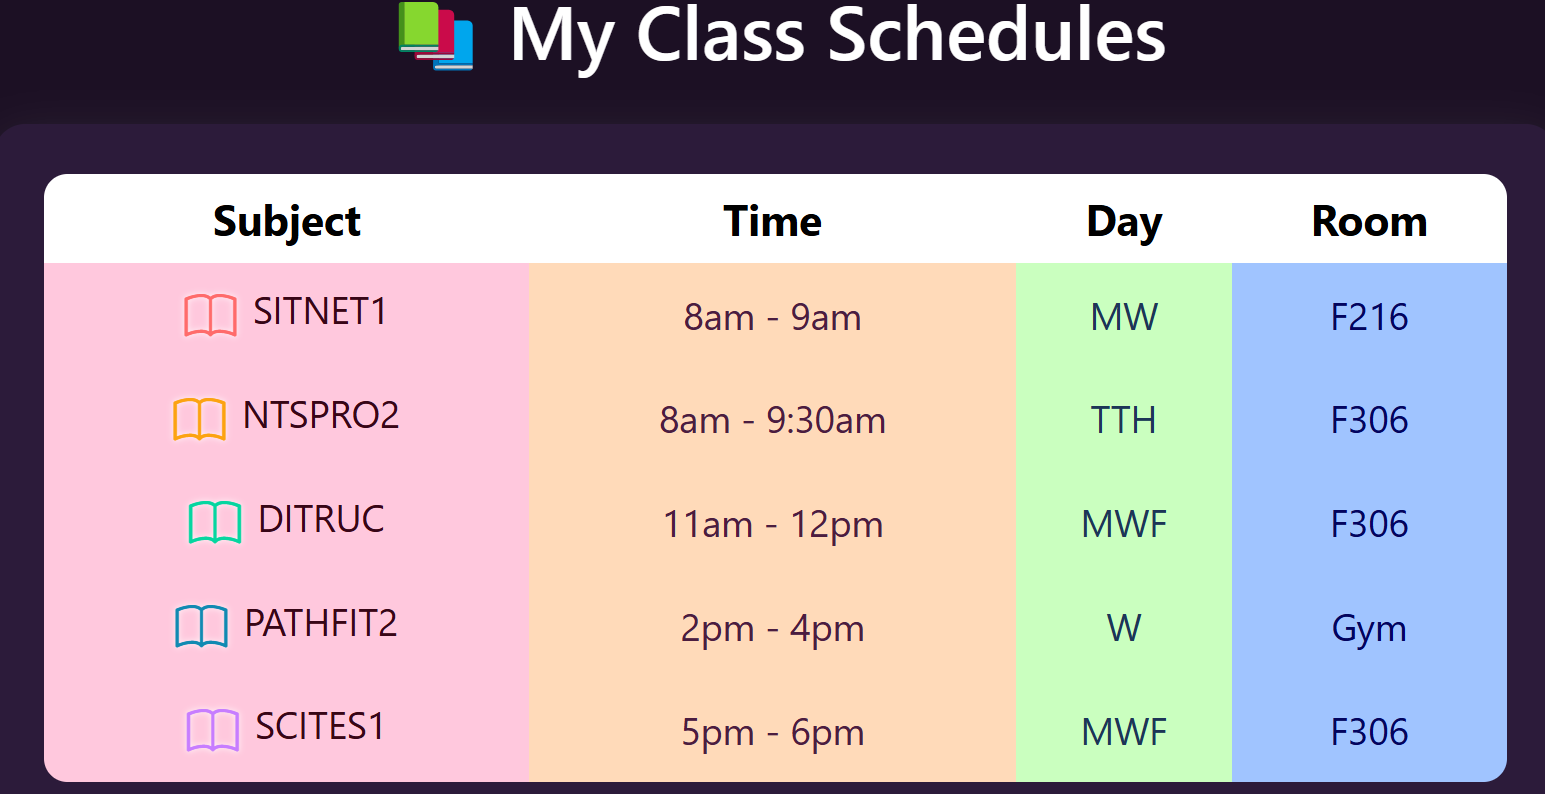 My Class Schedules
Subject Time Day Room
SITNET1 8am - 9am MW F216
NTSPRO2 8am - 9:30am TTH F306
DITRUC 11am - 12pm MWF F306
PATHFIT2 2pm - 4pm W Gym
SCITES1 5pm - 6pm MWF F306